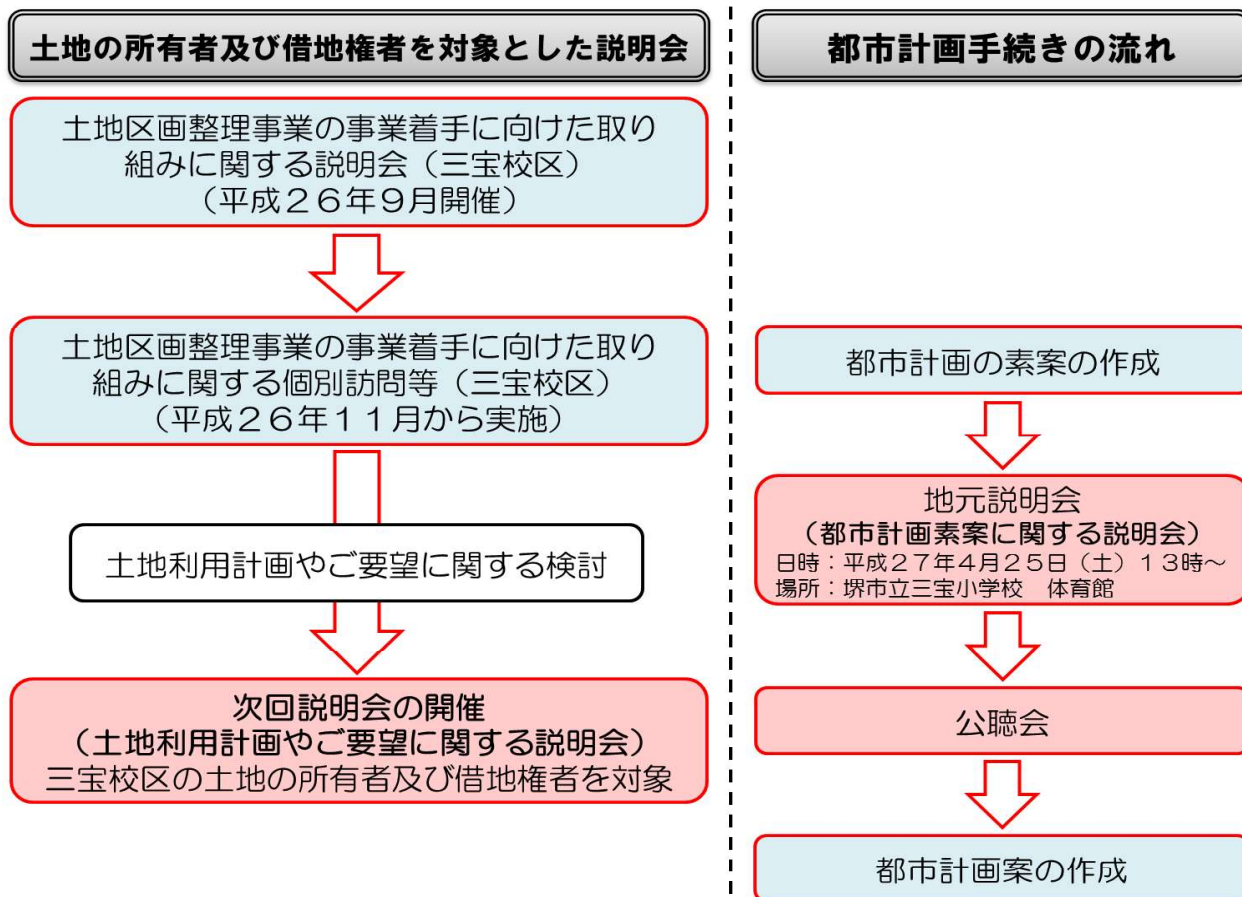 土地の所有者及び借地権者を対象とした説明会
土地区画整理事業の事業着手に向けた取り
組みに関する説明会（三宝校区）
（平成２６年９月開催）
土地区画整理事業の事業着手に向けた取り
組みに関する個別訪問等（三宝校区）
（平成２６年１１月から実施）
土地利用計画やご要望に関する検討
次回説明会の開催
（土地利用計画やご要望に関する説明会）
三宝校区の土地の所有者及び借地権者を対象
都市計画手続きの流れ
都市計画の素案の作成
地元説明会
（都市計画素案に関する説明会）
日時：平成２７年４月２５日（土）１３時～
場所：堺市立三宝小学校　体育館
公聴会
都市計画案の作成